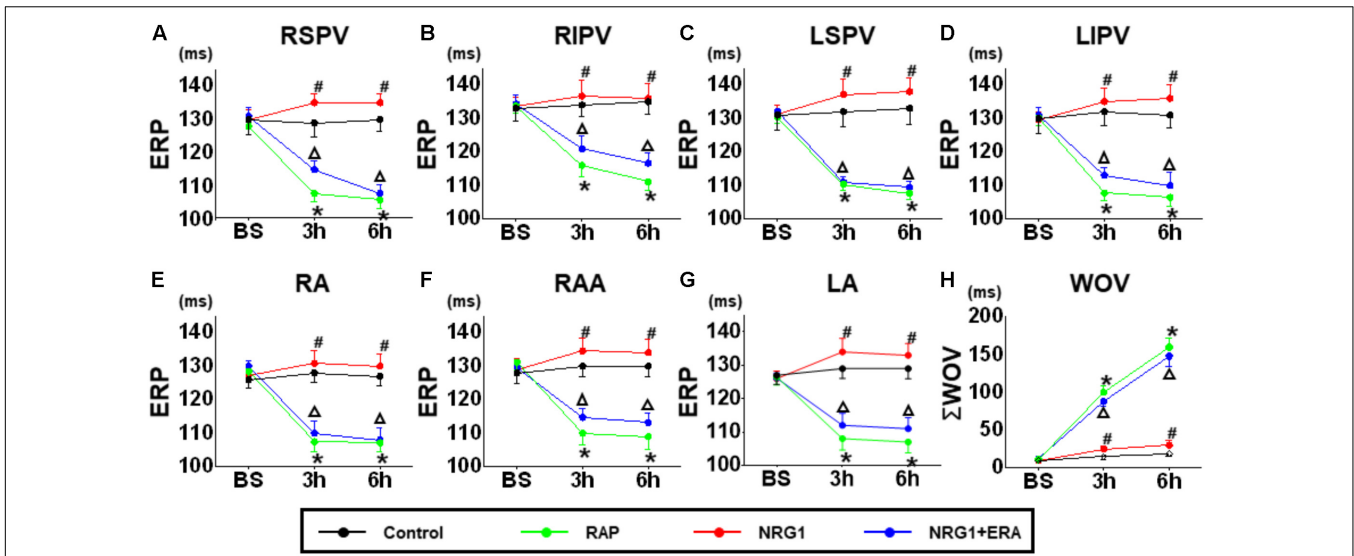 A RSPV
(ms)
ERP
140
130
120
110
100
BS 3h 6h
# #
Δ Δ
* *
B RIPV
(ms)
ERP
140
130
120
110
100
BS 3h 6h
# #
Δ Δ
* *
C LSPV
(ms)
ERP
140
130
120
110
100
BS 3h 6h
# #
Δ Δ
* *
D LIPV
(ms)
ERP
140
130
120
110
100
BS 3h 6h
# #
Δ Δ
* *
E RA
(ms)
ERP
140
130
120
110
100
BS 3h 6h
# #
Δ Δ
* *
F RAA
(ms)
ERP
140
130
120
110
100
BS 3h 6h
# #
Δ Δ
* *
G LA
(ms)
ERP
140
130
120
110
100
BS 3h 6h
# #
Δ Δ
* *
H WOV
(ms)
ΣWOV
200
150
100
50
0
BS 3h 6h
* *
Δ Δ
# #
Control RAP NRG1 NRG1+ERA